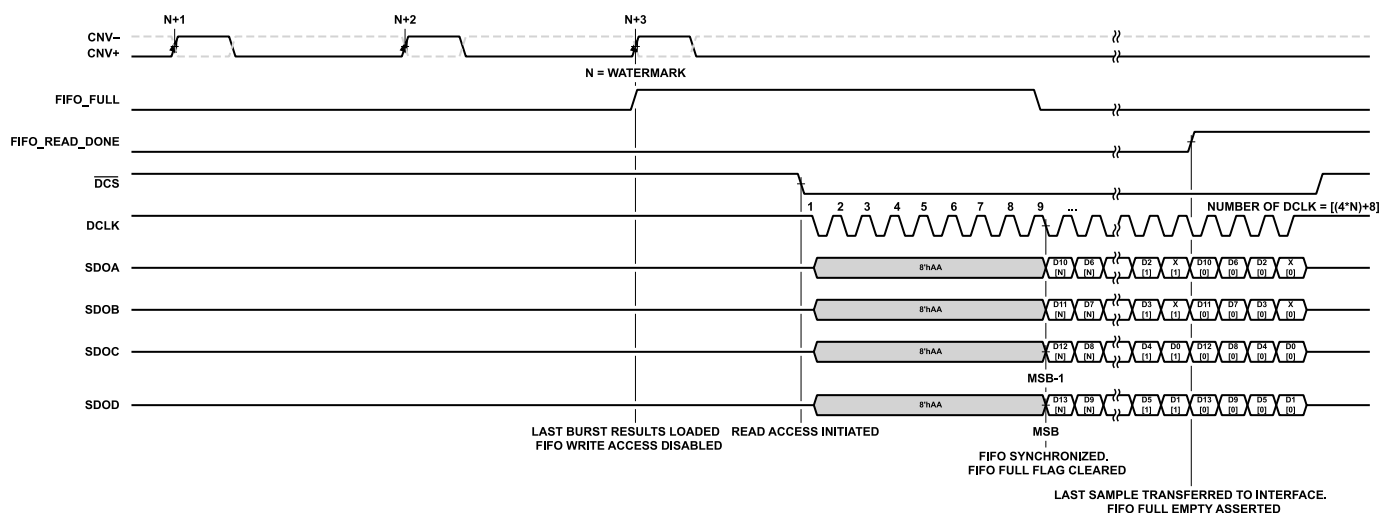 N+1 N+2 N+3
CNV–
CNV+
N = WATERMARK
FIFO_FULL
FIFO_READ_DONE
DCS
1 2 3 4 5 6 7 8 9 ... NUMBER OF DCLK = [(4*N)+8]
DCLK
SDOA 8'hAA D10 [N] D6 [N] D2 [1] X [1] D10 [0] D6 [0] D2 [0] X [0]
SDOB 8'hAA D11 [N] D7 [N] D3 [1] X [1] D11 [0] D7 [0] D3 [0] X [0]
SDOC 8'hAA D12 [N] D8 [N] D4 [1] D0 [1] D12 [0] D8 [0] D4 [0] D0 [0]
MSB-1
SDOD 8'hAA D13 [N] D9 [N] D5 [1] D1 [1] D13 [0] D9 [0] D5 [0] D1 [0]
LAST BURST RESULTS LOADED
FIFO WRITE ACCESS DISABLED
READ ACCESS INITIATED
MSB
FIFO SYNCHRONIZED.
FIFO FULL FLAG CLEARED
LAST SAMPLE TRANSFERRED TO INTERFACE.
FIFO FULL EMPTY ASSERTED